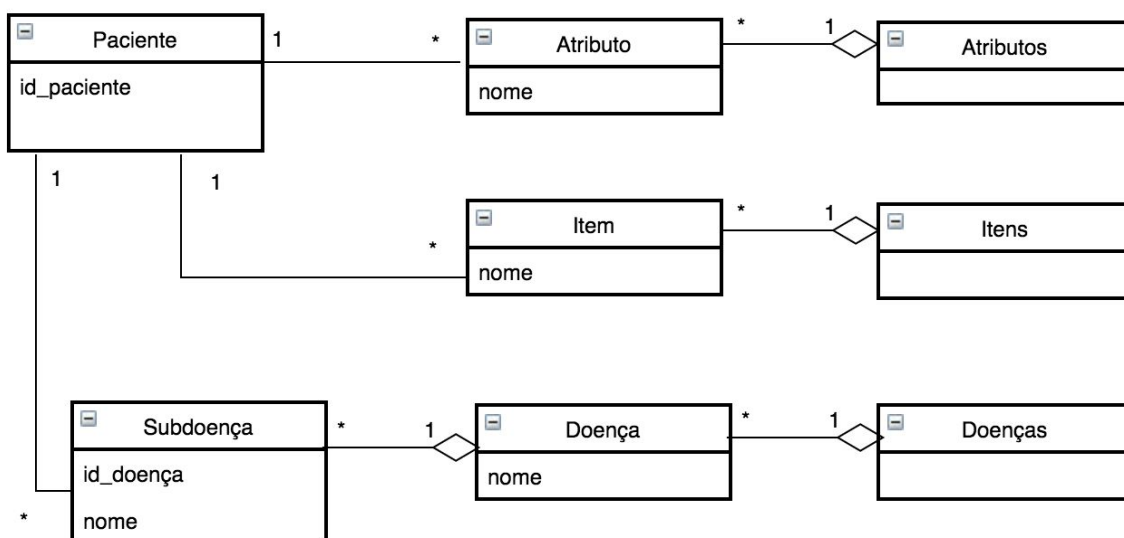 Paciente
id_paciente
1
*
Atributo
nome
*
1
Atributos
1
1
*
Item
nome
*
1
Itens
*
Subdoença
id_doença
nome
*
1
Doença
nome
*
1
Doenças